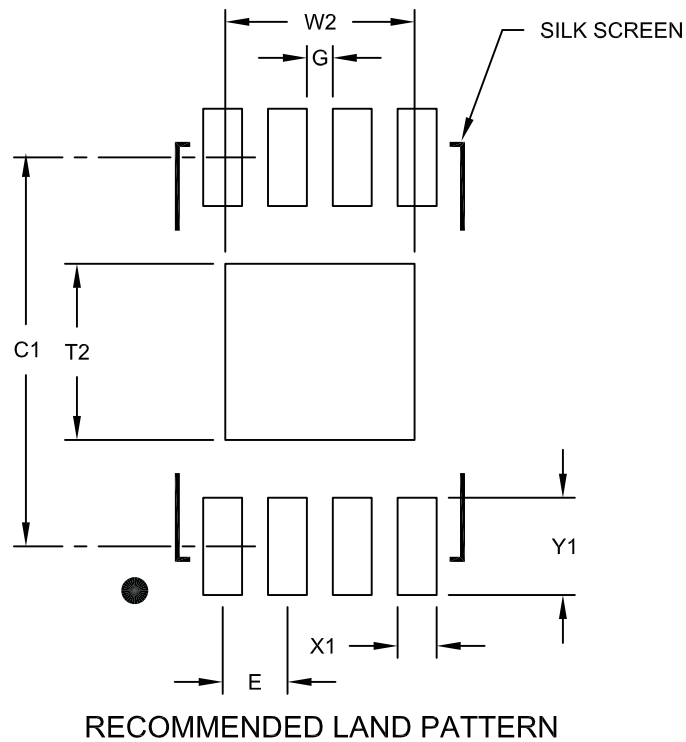 W2
SILK SCREEN
G
C1
T2
Y1
X1
E
RECOMMENDED LAND PATTERN